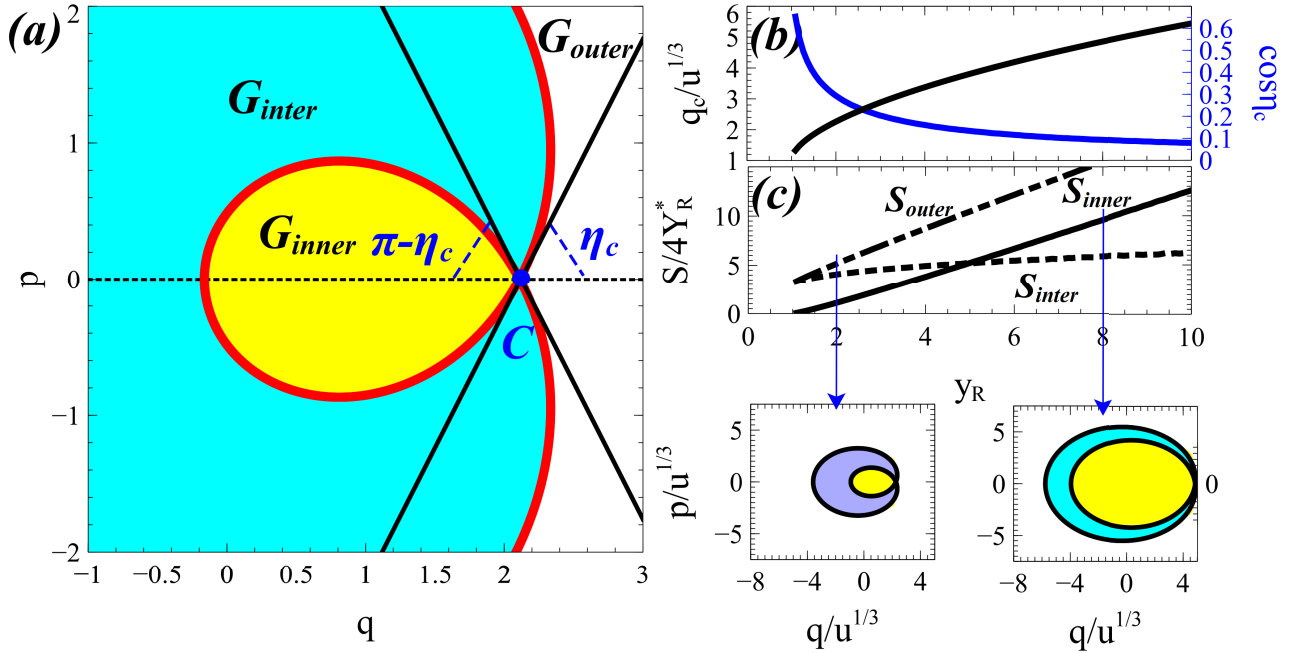 (a)
G_outer
G_inter
G_inner
π-η_c
η_c
C
p
2
1
0
−1
−2
−1
−0.5
0
0.5
1
1.5
2
2.5
3
q
(b)
q_c/u^1/3
6
5
4
3
2
1
0.6
0.5
0.4
0.3
0.2
0.1
0
cosη_c
(c)
S/4Y_R^*
10
5
0
S_outer
S_inner
S_inter
0
2
4
6
8
10
y_R
p/u^1/3
5
0
−5
−8
−4
0
4
q/u^1/3
5
0
−5
0
−8
−4
0
4
q/u^1/3